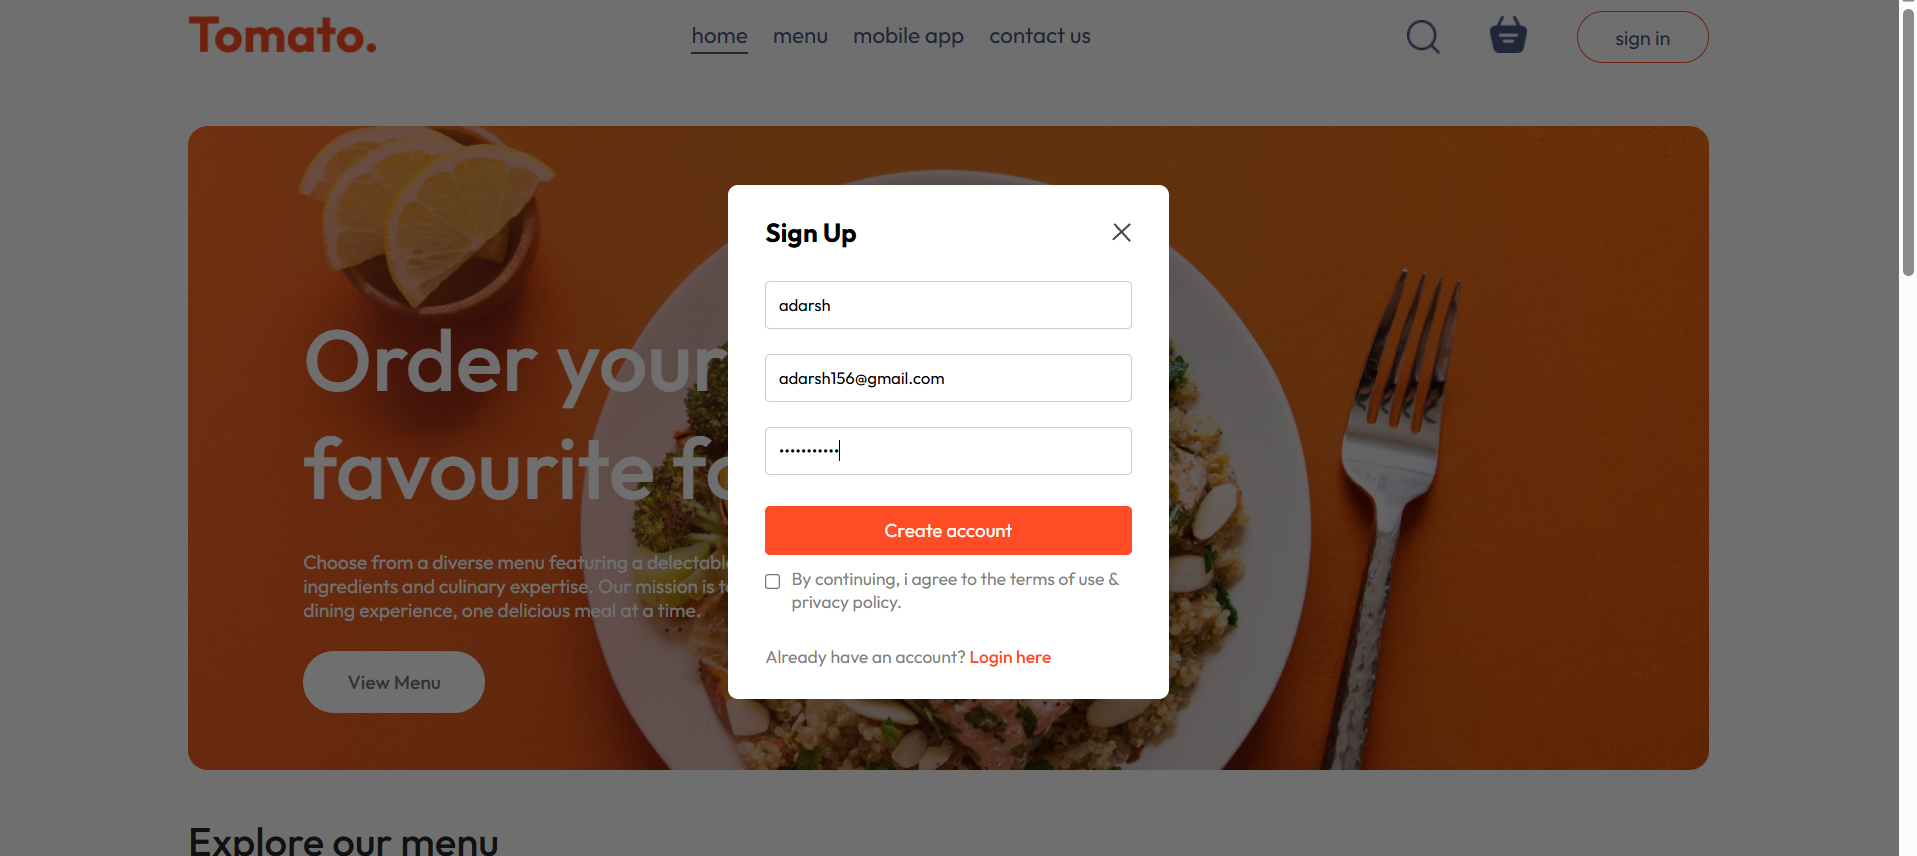 Tomato.
home menu mobile app contact us
sign in
Sign Up
adarsh
adarsh156@gmail.com
•••••••••••
Create account
By continuing, i agree to the terms of use &
privacy policy.
Already have an account? Login here
Order your
favourite fo
Choose from a diverse menu featuring a delectabl
ingredients and culinary expertise. Our mission is t
dining experience, one delicious meal at a time.
View Menu
Explore our menu